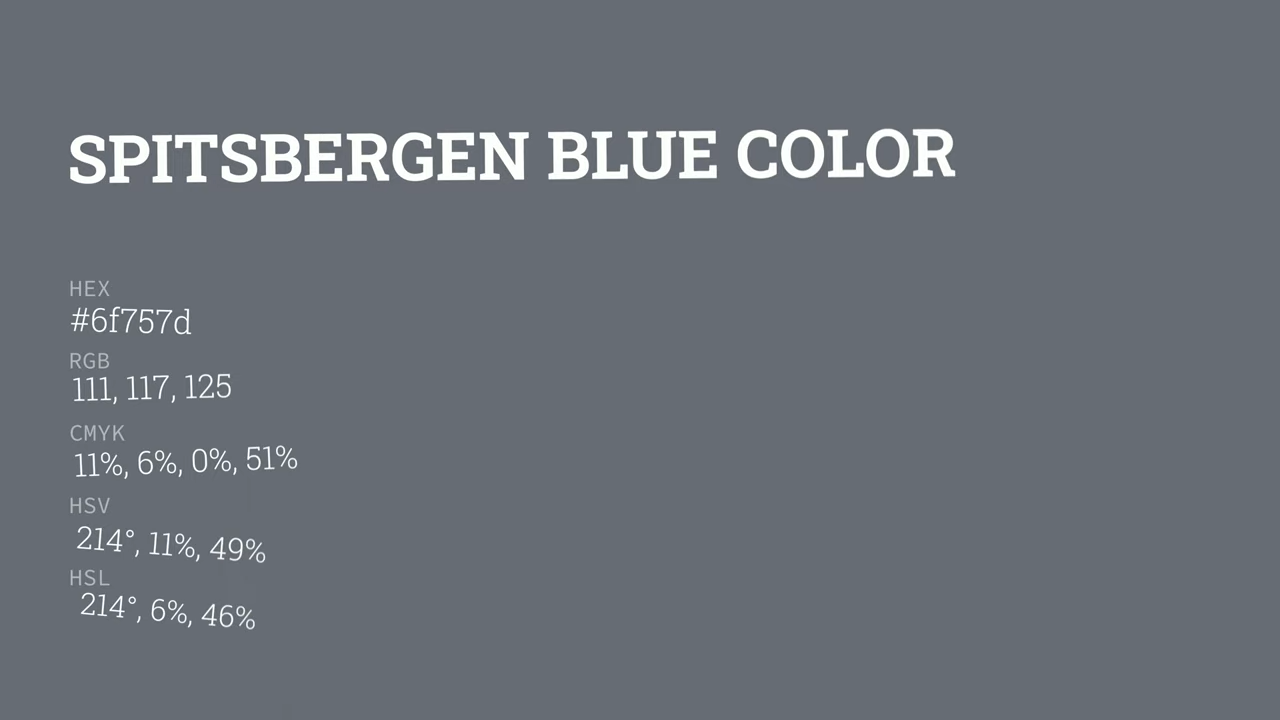 SPITSBERGEN BLUE COLOR
HEX
#6f757d
RGB
111, 117, 125
CMYK
11%, 6%, 0%, 51%
HSV
214°, 11%, 49%
HSL
214°, 6%, 46%